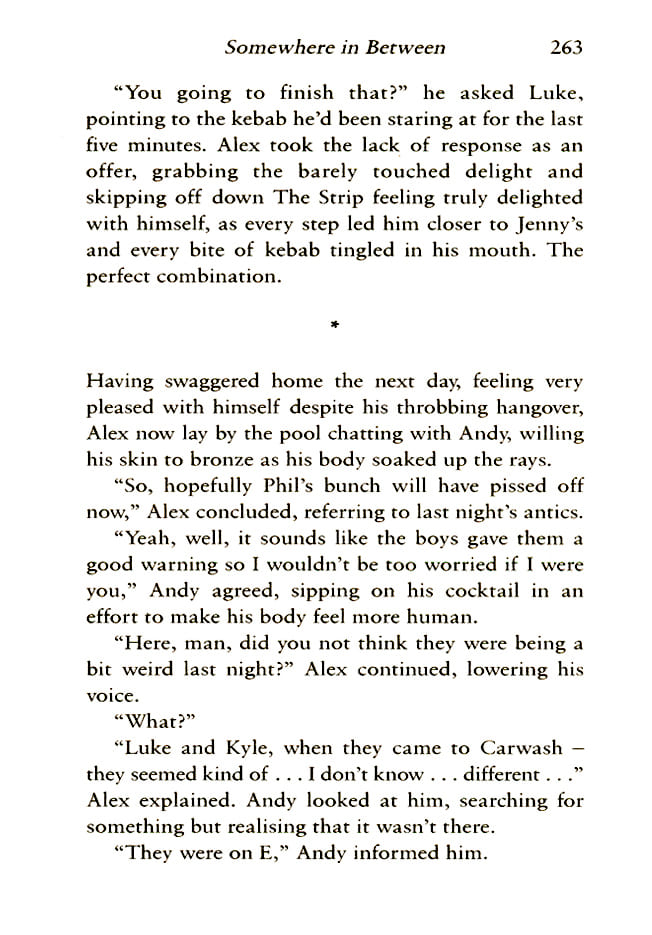 Somewhere in Between 263
“You going to finish that?” he asked Luke,
pointing to the kebab he’d been staring at for the last
five minutes. Alex took the lack of response as an
offer, grabbing the barely touched delight and
skipping off down The Strip feeling truly delighted
with himself, as every step led him closer to Jenny’s
and every bite of kebab tingled in his mouth. The
perfect combination.
*
Having swaggered home the next day, feeling very
pleased with himself despite his throbbing hangover,
Alex now lay by the pool chatting with Andy, willing
his skin to bronze as his body soaked up the rays.
“So, hopefully Phil’s bunch will have pissed off
now,” Alex concluded, referring to last night’s antics.
“Yeah, well, it sounds like the boys gave them a
good warning so I wouldn’t be too worried if I were
you,” Andy agreed, sipping on his cocktail in an
effort to make his body feel more human.
“Here, man, did you not think they were being a
bit weird last night?” Alex continued, lowering his
voice.
“What?”
“Luke and Kyle, when they came to Carwash –
they seemed kind of . . . I don’t know . . . different . . .”
Alex explained. Andy looked at him, searching for
something but realising that it wasn’t there.
“They were on E,” Andy informed him.